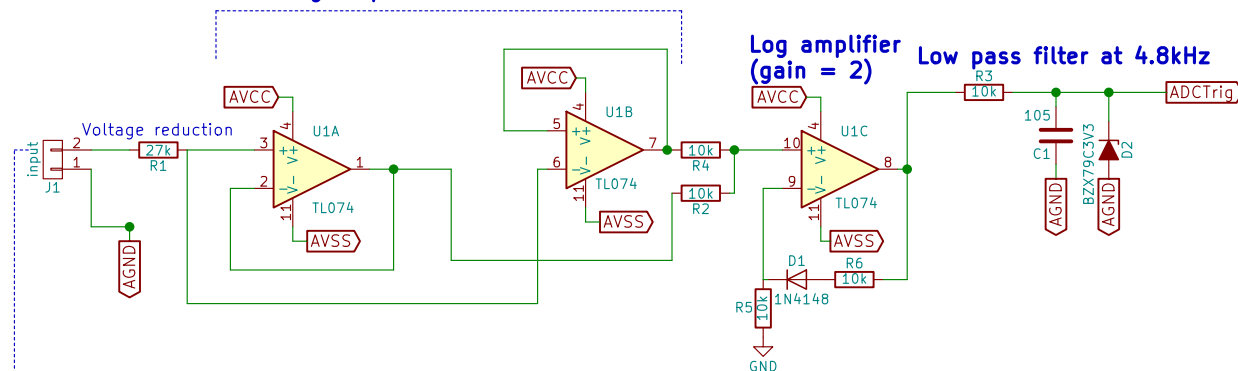 Log amplifier
(gain = 2)
Low pass filter at 4.8kHz
R3
10k
ADCTrig
AVCC
AVCC
AVCC
4
4
4
105
C1
BZX79C3V3
D2
AGND
AGND
Voltage reduction
input
2
1
J1
27k
R1
U1A
3
2
1
++
V
-
V-
11
TL074
AVSS
U1B
5
6
7
++
V
-
V-
11
TL074
AVSS
10k
R4
10k
R2
U1C
10
9
8
++
V
-
V-
11
TL074
AVSS
AGND
D1
1N4148
R6
10k
R5
10k
GND